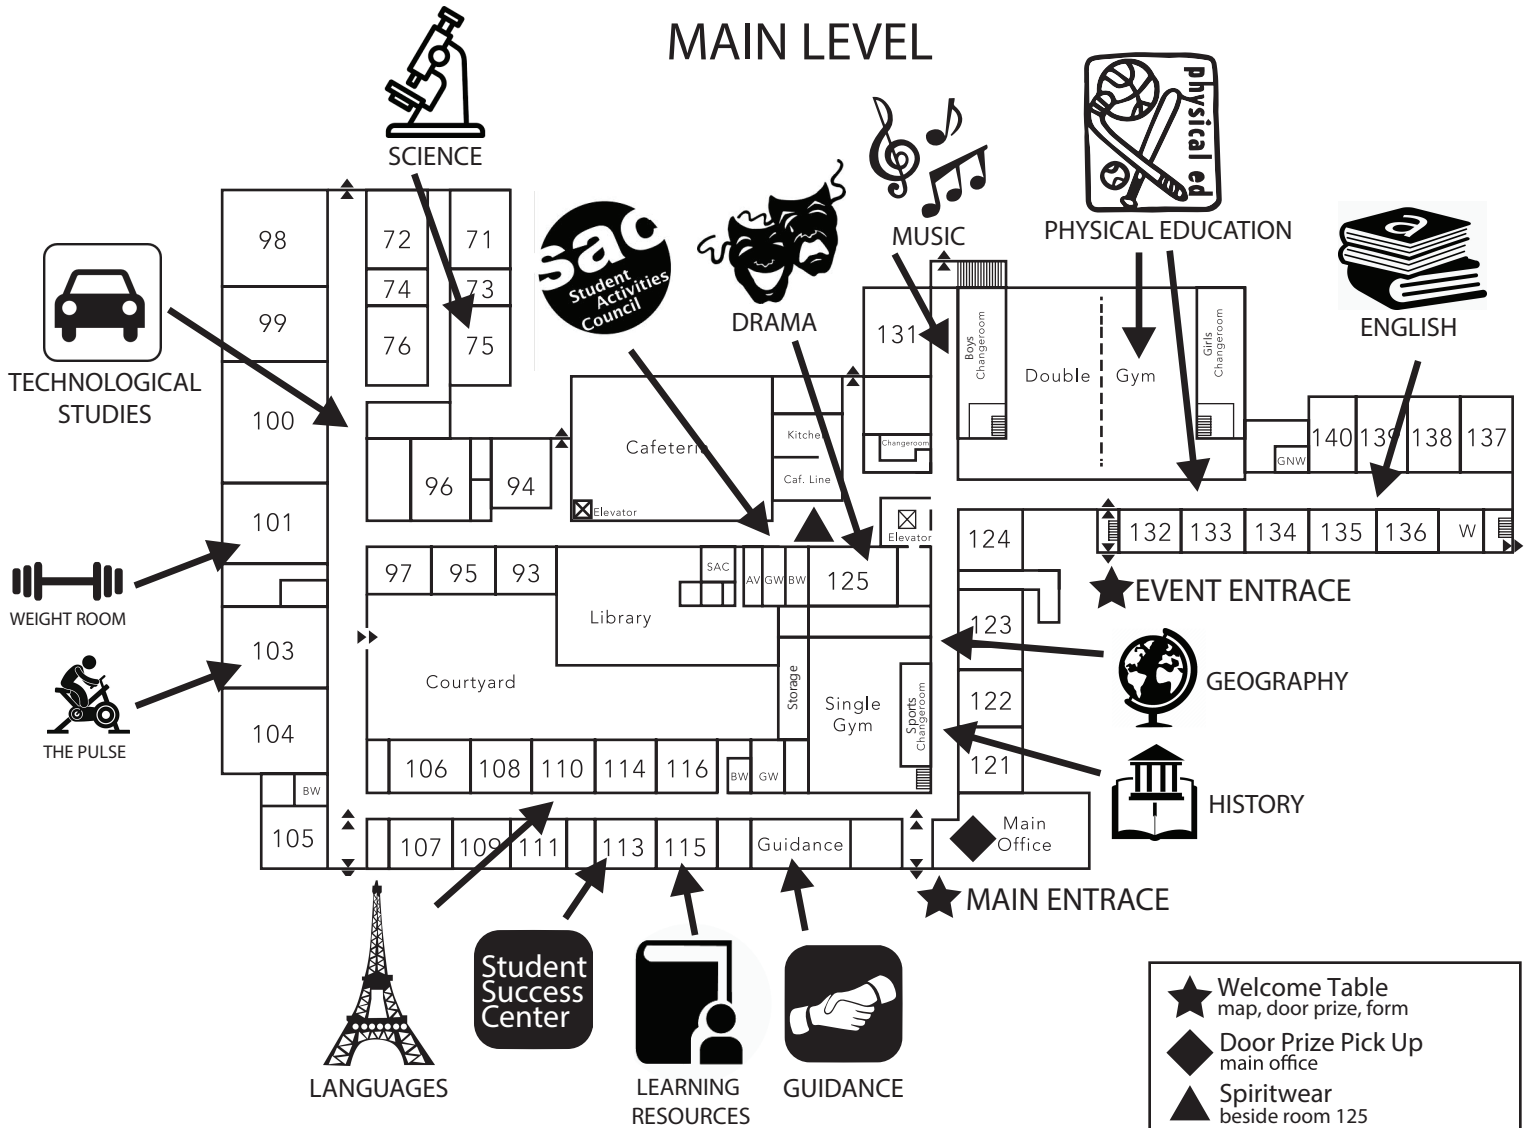 MAIN LEVEL
physical ed
SCIENCE
sac
Student
Activities
Council
DRAMA
MUSIC
PHYSICAL EDUCATION
ENGLISH
TECHNOLOGICAL
STUDIES
WEIGHT ROOM
THE PULSE
98
99
100
101
103
104
BW
105
72
71
74
73
76
75
96
94
97
95
93
Cafeteria
Elevator
Kitchen
Caf. Line
131
Changeroom
Boys
Changeroom
Double
Gym
Girls
Changeroom
GNW
140
139
138
137
Elevator
124
132
133
134
135
136
W
EVENT ENTRACE
SAC
AV
GW
BW
125
Library
Courtyard
Storage
Single
Gym
Sports
Changeroom
123
122
121
GEOGRAPHY
HISTORY
106
108
110
114
116
BW
GW
107
109
111
113
115
Guidance
Main
Office
MAIN ENTRACE
LANGUAGES
Student
Success
Center
LEARNING
RESOURCES
GUIDANCE
a
Welcome Table
map, door prize, form
Door Prize Pick Up
main office
Spiritwear
beside room 125